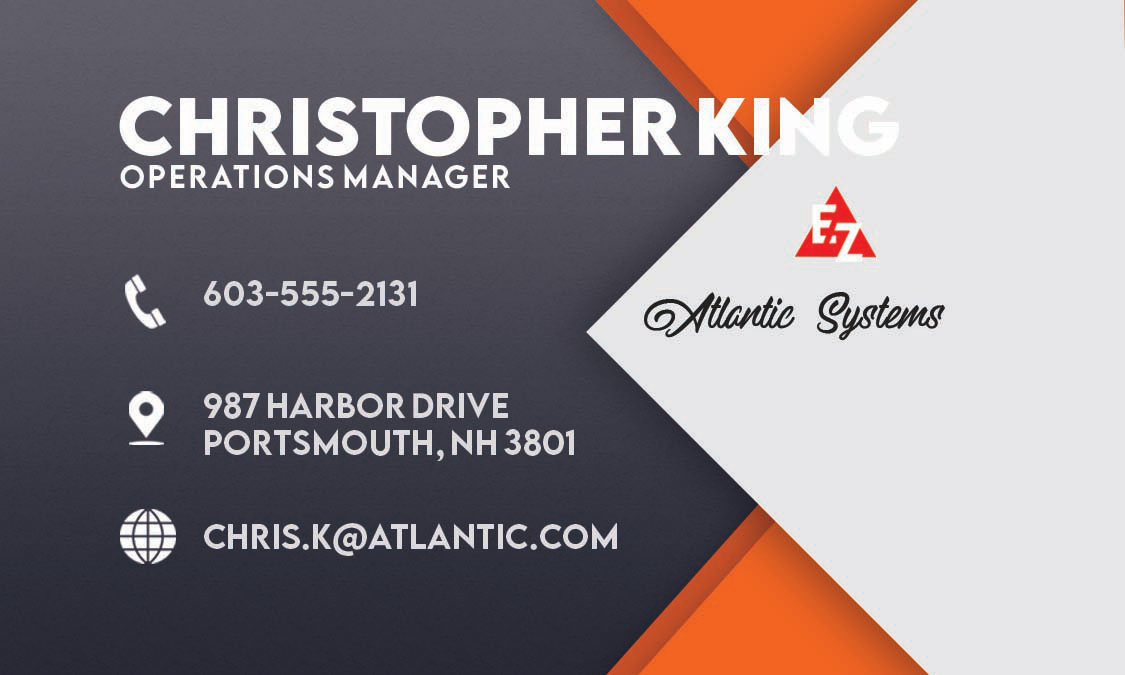 CHRISTOPHER KING
OPERATIONS MANAGER
E.Z
Atlantic Systems
603-555-2131
987 HARBOR DRIVE
PORTSMOUTH, NH 3801
CHRIS.K@ATLANTIC.COM